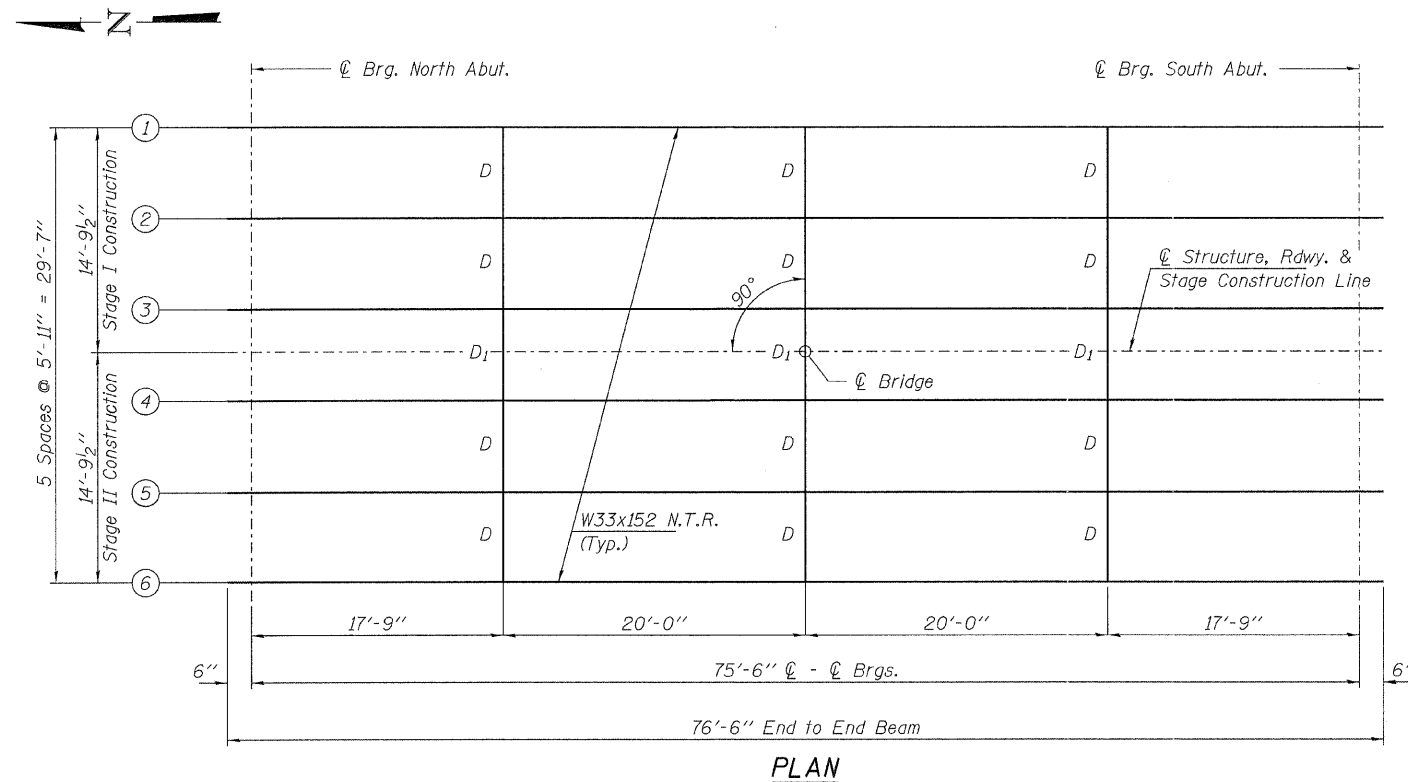 N
℄ Brg. North Abut.
℄ Brg. South Abut.
1
2
3
4
5
6
5 Spaces @ 5'-11" = 29'-7"
14'-9½"
Stage I Construction
14'-9½"
Stage II Construction
D
D
D
D
D
D
℄ Structure, Rdwy. &
Stage Construction Line
90°
D₁
D₁
D₁
℄ Bridge
D
D
D
D
D
D
W33x152 N.T.R.
(Typ.)
17'-9"
20'-0"
20'-0"
17'-9"
6"
75'-6" ℄ - ℄ Brgs.
6"
76'-6" End to End Beam
PLAN